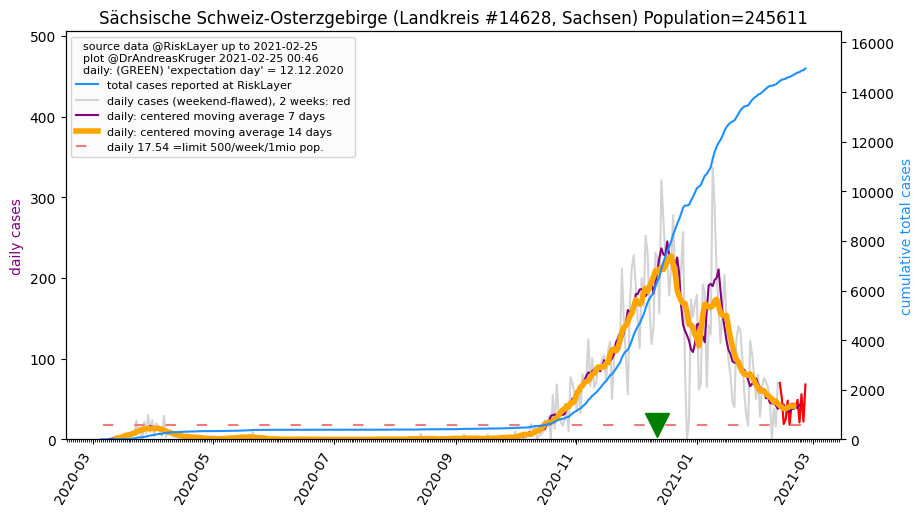 Sächsische Schweiz-Osterzgebirge (Landkreis #14628, Sachsen) Population=245611
source data @RiskLayer up to 2021-02-25
plot @DrAndreasKruger 2021-02-25 00:46
daily: (GREEN) 'expectation day' = 12.12.2020
total cases reported at RiskLayer
daily cases (weekend-flawed), 2 weeks: red
daily: centered moving average 7 days
daily: centered moving average 14 days
daily 17.54 =limit 500/week/1mio pop.
daily cases
500
400
300
200
100
0
cumulative total cases
16000
14000
12000
10000
8000
6000
4000
2000
0
2020-03
2020-05
2020-07
2020-09
2020-11
2021-01
2021-03